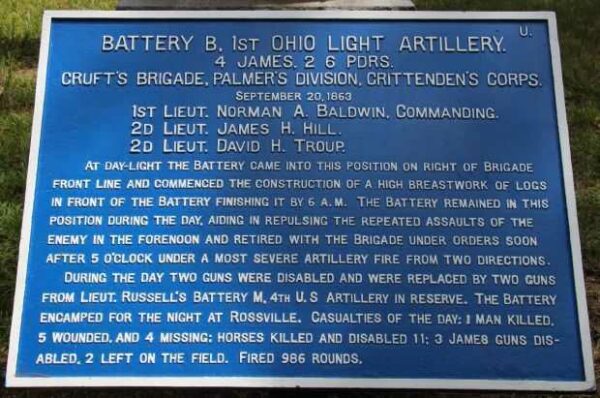 U.
BATTERY B, 1ST OHIO LIGHT ARTILLERY.
4 JAMES. 2 6 PDRS.
CRUFT'S BRIGADE, PALMER'S DIVISION, CRITTENDEN'S CORPS.
SEPTEMBER 20, 1863
1ST LIEUT. NORMAN A. BALDWIN, COMMANDING.
2D LIEUT. JAMES H. HILL.
2D LIEUT. DAVID H. TROUP.
AT DAY-LIGHT THE BATTERY CAME INTO THIS POSITION ON RIGHT OF BRIGADE
FRONT LINE AND COMMENCED THE CONSTRUCTION OF A HIGH BREASTWORK OF LOGS
IN FRONT OF THE BATTERY FINISHING IT BY 6 A.M. THE BATTERY REMAINED IN THIS
POSITION DURING THE DAY, AIDING IN REPULSING THE REPEATED ASSAULTS OF THE
ENEMY IN THE FORENOON AND RETIRED WITH THE BRIGADE UNDER ORDERS SOON
AFTER 5 O'CLOCK UNDER A MOST SEVERE ARTILLERY FIRE FROM TWO DIRECTIONS.
DURING THE DAY TWO GUNS WERE DISABLED AND WERE REPLACED BY TWO GUNS
FROM LIEUT. RUSSELL'S BATTERY M, 4TH U.S ARTILLERY IN RESERVE. THE BATTERY
ENCAMPED FOR THE NIGHT AT ROSSVILLE. CASUALTIES OF THE DAY: 1 MAN KILLED,
5 WOUNDED, AND 4 MISSING: HORSES KILLED AND DISABLED 11; 3 JAMES GUNS DIS-
ABLED, 2 LEFT ON THE FIELD. FIRED 986 ROUNDS.